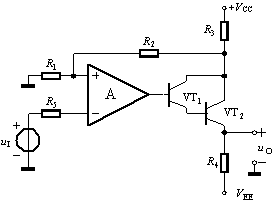 +VCC
R2
R3
R1
+
−
A
VT1
VT2
R5
+
uI
−
+
uO
−
R4
VEE